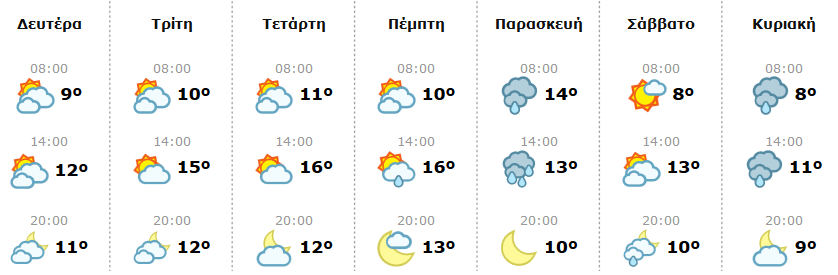 Δευτέρα Τρίτη Τετάρτη Πέμπτη Παρασκευή Σάββατο Κυριακή
08:00 08:00 08:00 08:00 08:00 08:00 08:00
9º 10º 11º 10º 14º 8º 8º
14:00 14:00 14:00 14:00 14:00 14:00 14:00
12º 15º 16º 16º 13º 13º 11º
20:00 20:00 20:00 20:00 20:00 20:00 20:00
11º 12º 12º 13º 10º 10º 9º